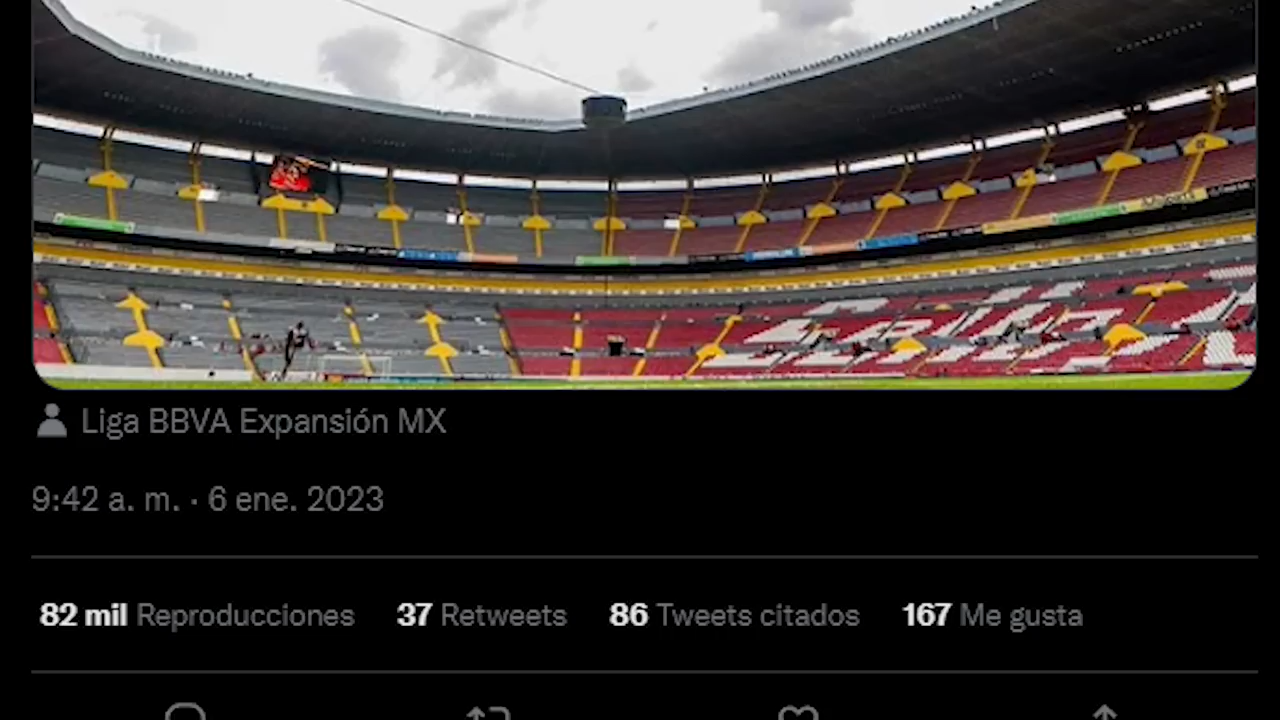 Liga BBVA Expansión MX
9:42 a. m. · 6 ene. 2023
82 mil Reproducciones 37 Retweets 86 Tweets citados 167 Me gusta